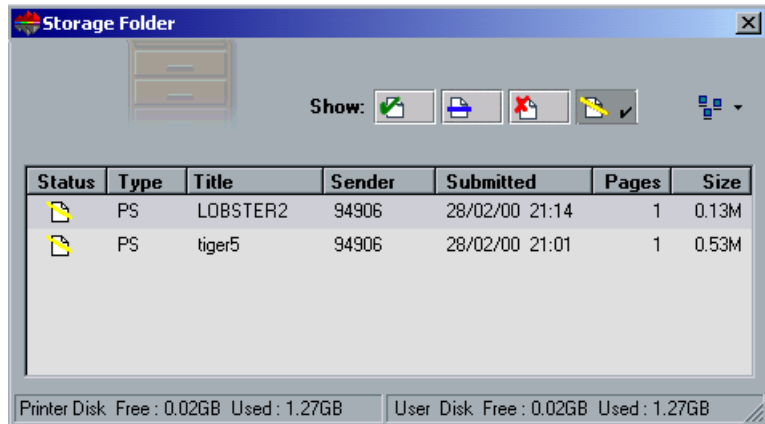 Storage Folder
Show:
Status Type Title Sender Submitted Pages Size
PS LOBSTER2 94906 28/02/00 21:14 1 0.13M
PS tiger5 94906 28/02/00 21:01 1 0.53M
Printer Disk Free : 0.02GB Used : 1.27GB User Disk Free : 0.02GB Used : 1.27GB